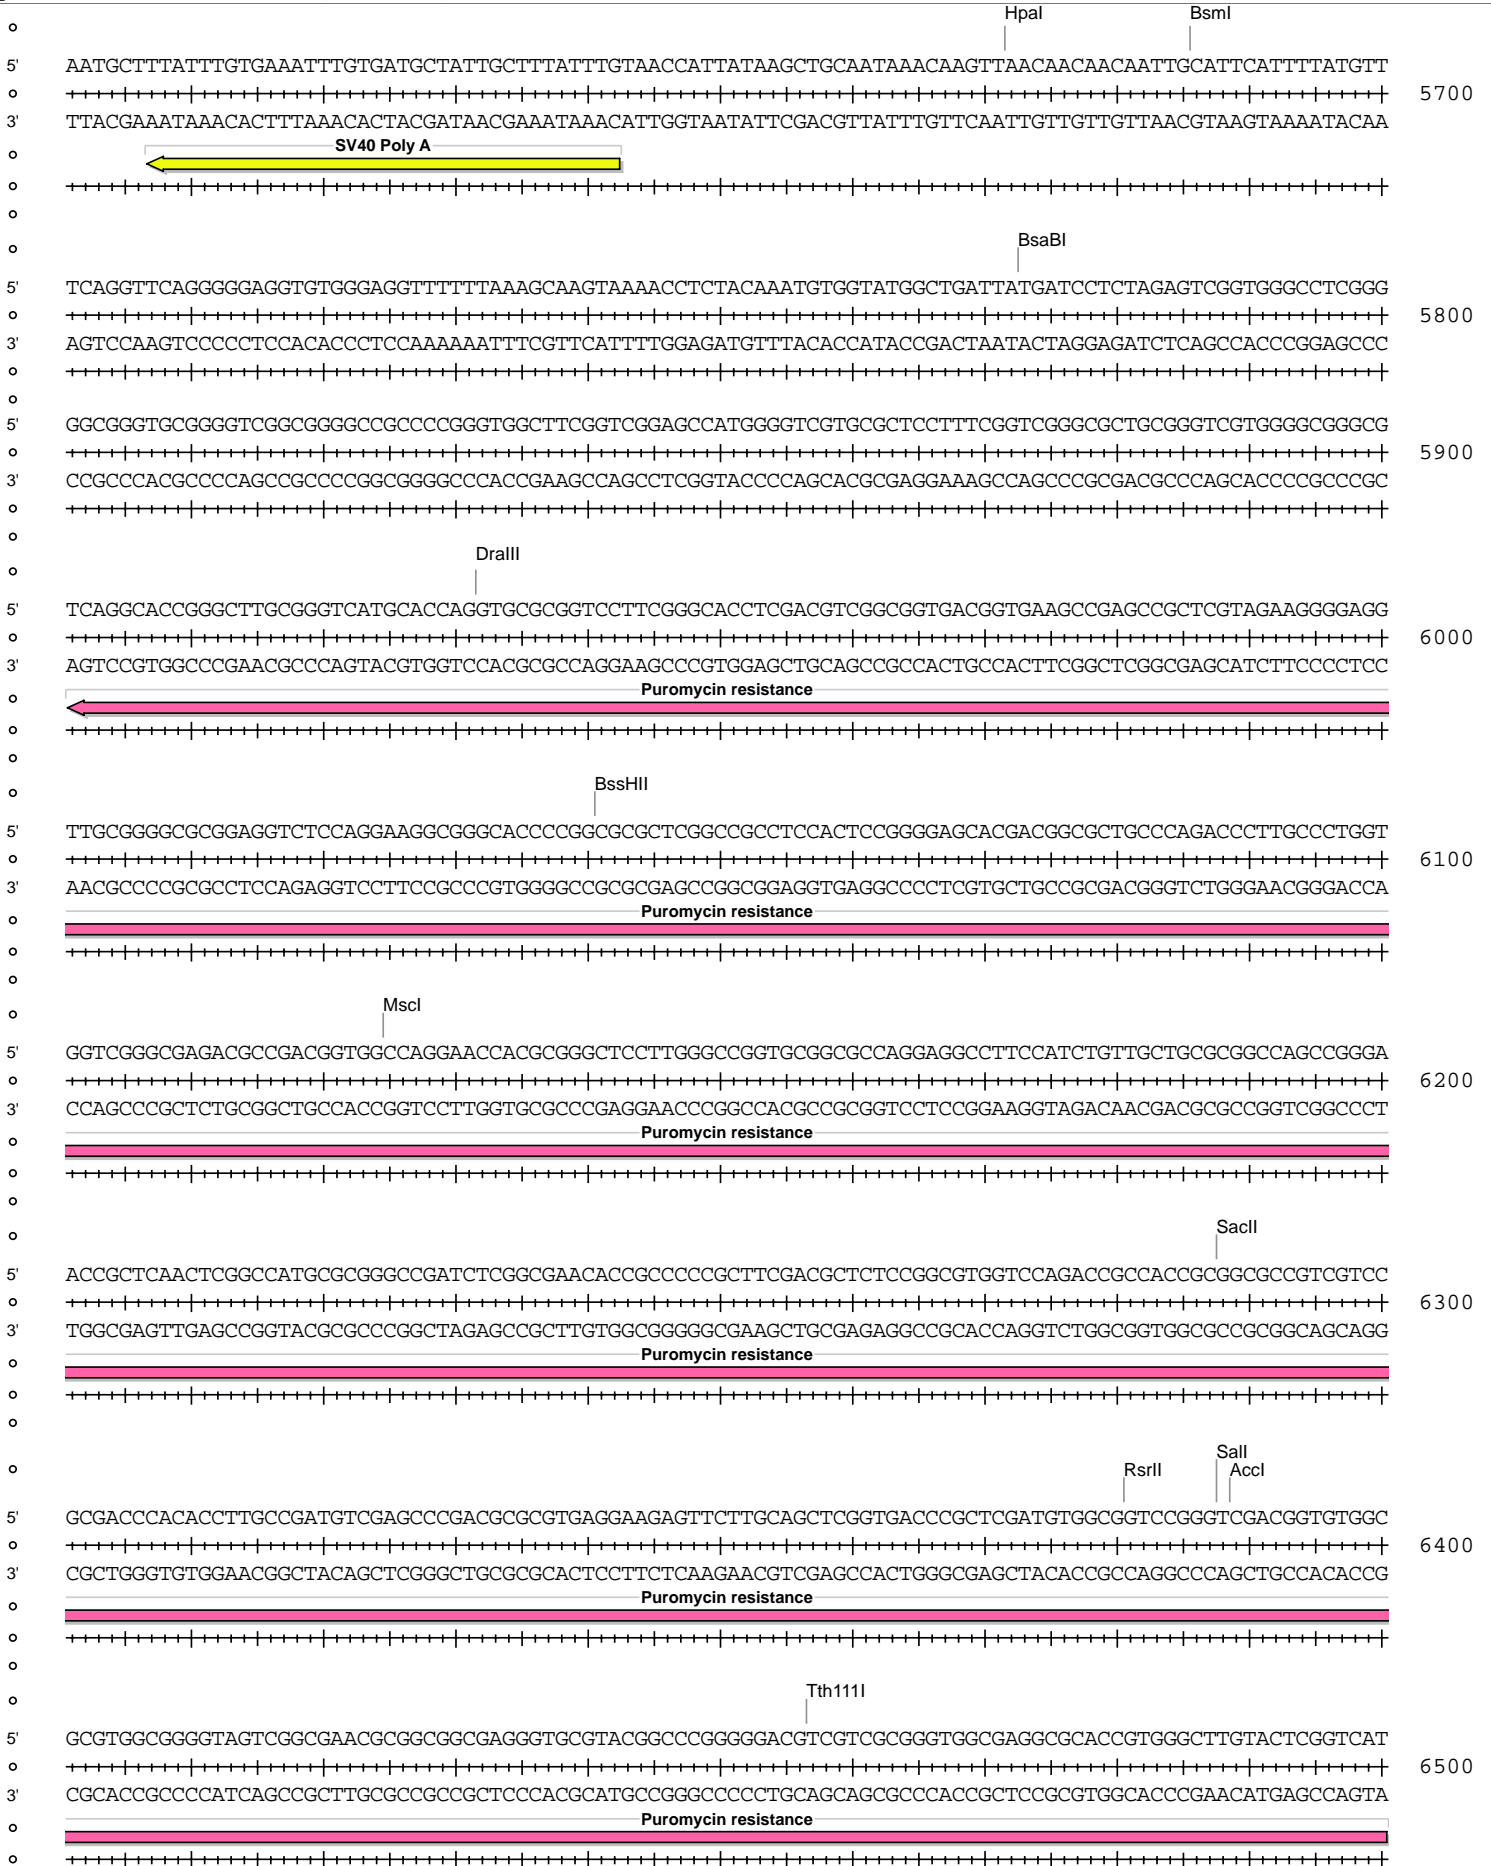 HpaI BsmI
5' AATGCTTTATTTGTGAAATTTGTGATGCTATTGCTTTATTTGTAACCATTATAAGCTGCAATAAACAAGTTAACAACAACAATTGCATTCATTTTATGTT
5700
3' TTACGAAATAAACACTTTAAACACTACGATAACGAAATAAACATTGGTAATATTCGACGTTATTTGTTCAATTGTTGTTGTTAACGTAAGTAAAATACAA
SV40 Poly A
BsaBI
5' TCAGGTTCAGGGGGAGGTGTGGGAGGTTTTTTAAAGCAAGTAAAACCTCTACAAATGTGGTATGGCTGATTATGATCCTCTAGAGTCGGTGGGCCTCGGG
5800
3' AGTCCAAGTCCCCCTCCACACCCTCCAAAAAATTTCGTTCATTTTGGAGATGTTTACACCATACCGACTAATACTAGGAGATCTCAGCCACCCGGAGCCC
5' GGCGGGTGCGGGGTCGGCGGGGCCGCCCCGGGTGGCTTCGGTCGGAGCCATGGGGTCGTGCGCTCCTTTCGGTCGGGCGCTGCGGGTCGTGGGGCGGGCG
5900
3' CCGCCCACGCCCCAGCCGCCCCGGCGGGGCCCACCGAAGCCAGCCTCGGTACCCCAGCACGCGAGGAAAGCCAGCCCGCGACGCCCAGCACCCCGCCCGC
DraIII
5' TCAGGCACCGGGCTTGCGGGTCATGCACCAGGTGCGCGGTCCTTCGGGCACCTCGACGTCGGCGGTGACGGTGAAGCCGAGCCGCTCGTAGAAGGGGAGG
6000
3' AGTCCGTGGCCCGAACGCCCAGTACGTGGTCCACGCGCCAGGAAGCCCGTGGAGCTGCAGCCGCCACTGCCACTTCGGCTCGGCGAGCATCTTCCCCTCC
Puromycin resistance
BssHII
5' TTGCGGGGCGCGGAGGTCTCCAGGAAGGCGGGCACCCCGGCGCGCTCGGCCGCCTCCACTCCGGGGAGCACGACGGCGCTGCCCAGACCCTTGCCCTGGT
6100
3' AACGCCCCGCGCCTCCAGAGGTCCTTCCGCCCGTGGGGCCGCGCGAGCCGGCGGAGGTGAGGCCCCTCGTGCTGCCGCGACGGGTCTGGGAACGGGACCA
Puromycin resistance
MscI
5' GGTCGGGCGAGACGCCGACGGTGGCCAGGAACCACGCGGGCTCCTTGGGCCGGTGCGGCGCCAGGAGGCCTTCCATCTGTTGCTGCGCGGCCAGCCGGGA
6200
3' CCAGCCCGCTCTGCGGCTGCCACCGGTCCTTGGTGCGCCCGAGGAACCCGGCCACGCCGCGGTCCTCCGGAAGGTAGACAACGACGCGCCGGTCGGCCCT
Puromycin resistance
SacII
5' ACCGCTCAACTCGGCCATGCGCGGGCCGATCTCGGCGAACACCGCCCCCGCTTCGACGCTCTCCGGCGTGGTCCAGACCGCCACCGCGGCGCCGTCGTCC
6300
3' TGGCGAGTTGAGCCGGTACGCGCCCGGCTAGAGCCGCTTGTGGCGGGGGCGAAGCTGCGAGAGGCCGCACCAGGTCTGGCGGTGGCGCCGCGGCAGCAGG
Puromycin resistance
SalI
RsrII AccI
5' GCGACCCACACCTTGCCGATGTCGAGCCCGACGCGCGTGAGGAAGAGTTCTTGCAGCTCGGTGACCCGCTCGATGTGGCGGTCCGGGTCGACGGTGTGGC
6400
3' CGCTGGGTGTGGAACGGCTACAGCTCGGGCTGCGCGCACTCCTTCTCAAGAACGTCGAGCCACTGGGCGAGCTACACCGCCAGGCCCAGCTGCCACACCG
Puromycin resistance
Tth111I
5' GCGTGGCGGGGTAGTCGGCGAACGCGGCGGCGAGGGTGCGTACGGCCCGGGGGACGTCGTCGCGGGTGGCGAGGCGCACCGTGGGCTTGTACTCGGTCAT
6500
3' CGCACCGCCCCATCAGCCGCTTGCGCCGCCGCTCCCACGCATGCCGGGCCCCCTGCAGCAGCGCCCACCGCTCCGCGTGGCACCCGAACATGAGCCAGTA
Puromycin resistance